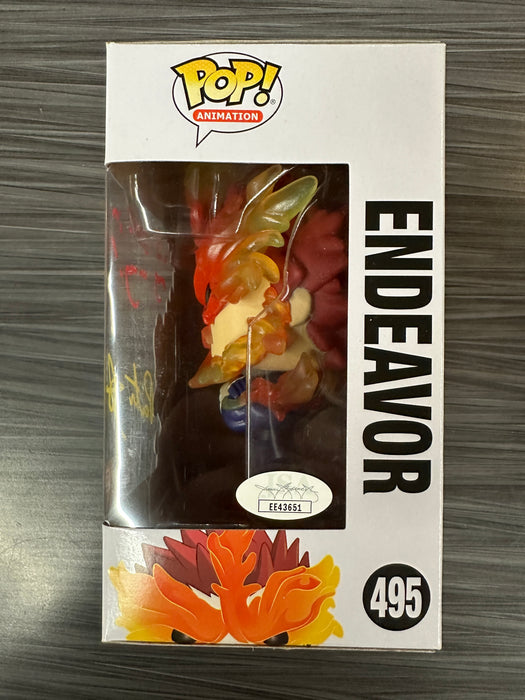 POP!
ANIMATION
ENDEAVOR
EE43651
495